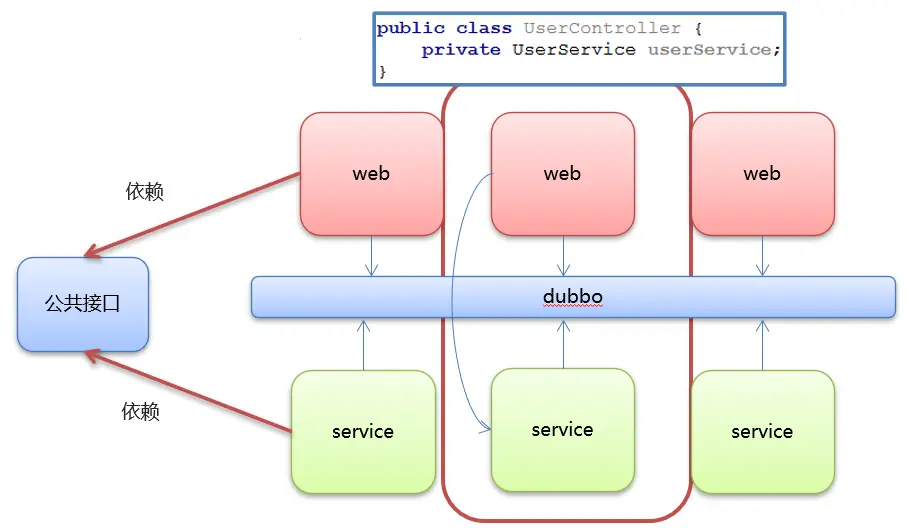 public class UserController {
private UserService userService;
}
web
web
web
依赖
公共接口
dubbo
依赖
service
service
service